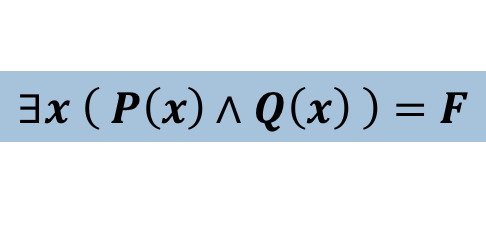 ∃x ( P(x) ∧ Q(x) ) = F